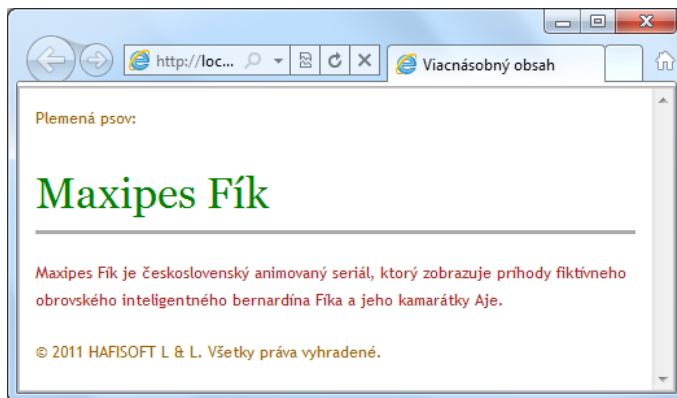 http://loc...
Viacnásobný obsah
Plemená psov:
Maxipes Fík
Maxipes Fík je československý animovaný seriál, ktorý zobrazuje príhody fiktívneho
obrovského inteligentného bernardína Fíka a jeho kamarátky Aje.
© 2011 HAFISOFT L & L. Všetky práva vyhradené.